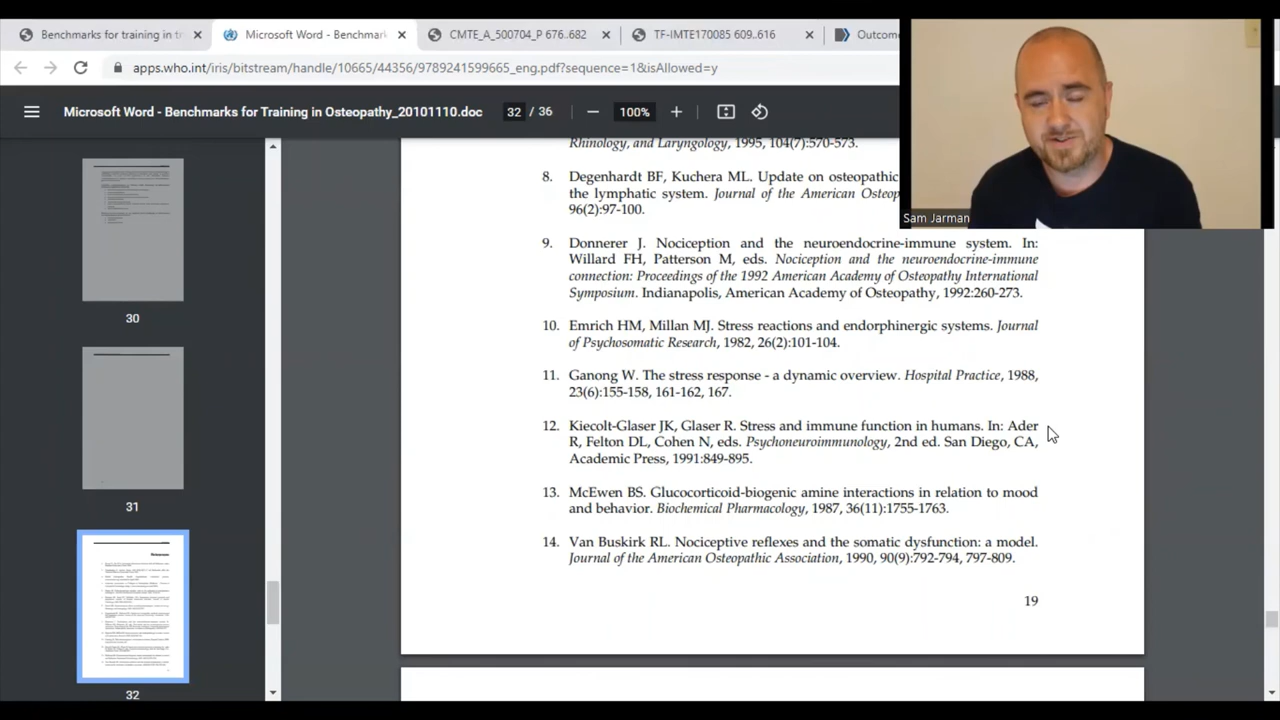 Benchmarks for training in tr
Microsoft Word - Benchmar
CMTE_A_500704_P 676..682
TF-IMTE170085 609..616
Outcom
apps.who.int/iris/bitstream/handle/10665/44356/9789241599665_eng.pdf?sequence=1&isAllowed=y
Microsoft Word - Benchmarks for Training in Osteopathy_20101110.doc
32 / 36
100%
Rhinology, and Laryngology, 1995, 104(7):570-573.
8. Degenhardt BF, Kuchera ML. Update on osteopathic
the lymphatic system. Journal of the American Osteop
96(2):97-100.
9. Donnerer J. Nociception and the neuroendocrine-immune system. In:
Willard FH, Patterson M, eds. Nociception and the neuroendocrine-immune
connection: Proceedings of the 1992 American Academy of Osteopathy International
Symposium. Indianapolis, American Academy of Osteopathy, 1992:260-273.
10. Emrich HM, Millan MJ. Stress reactions and endorphinergic systems. Journal
of Psychosomatic Research, 1982, 26(2):101-104.
11. Ganong W. The stress response - a dynamic overview. Hospital Practice, 1988,
23(6):155-158, 161-162, 167.
12. Kiecolt-Glaser JK, Glaser R. Stress and immune function in humans. In: Ader
R, Felton DL, Cohen N, eds. Psychoneuroimmunology, 2nd ed. San Diego, CA,
Academic Press, 1991:849-895.
13. McEwen BS. Glucocorticoid-biogenic amine interactions in relation to mood
and behavior. Biochemical Pharmacology, 1987, 36(11):1755-1763.
14. Van Buskirk RL. Nociceptive reflexes and the somatic dysfunction: a model.
Journal of the American Osteopathic Association, 1990, 90(9):792-794, 797-809.
19
30
31
32
Sam Jarman